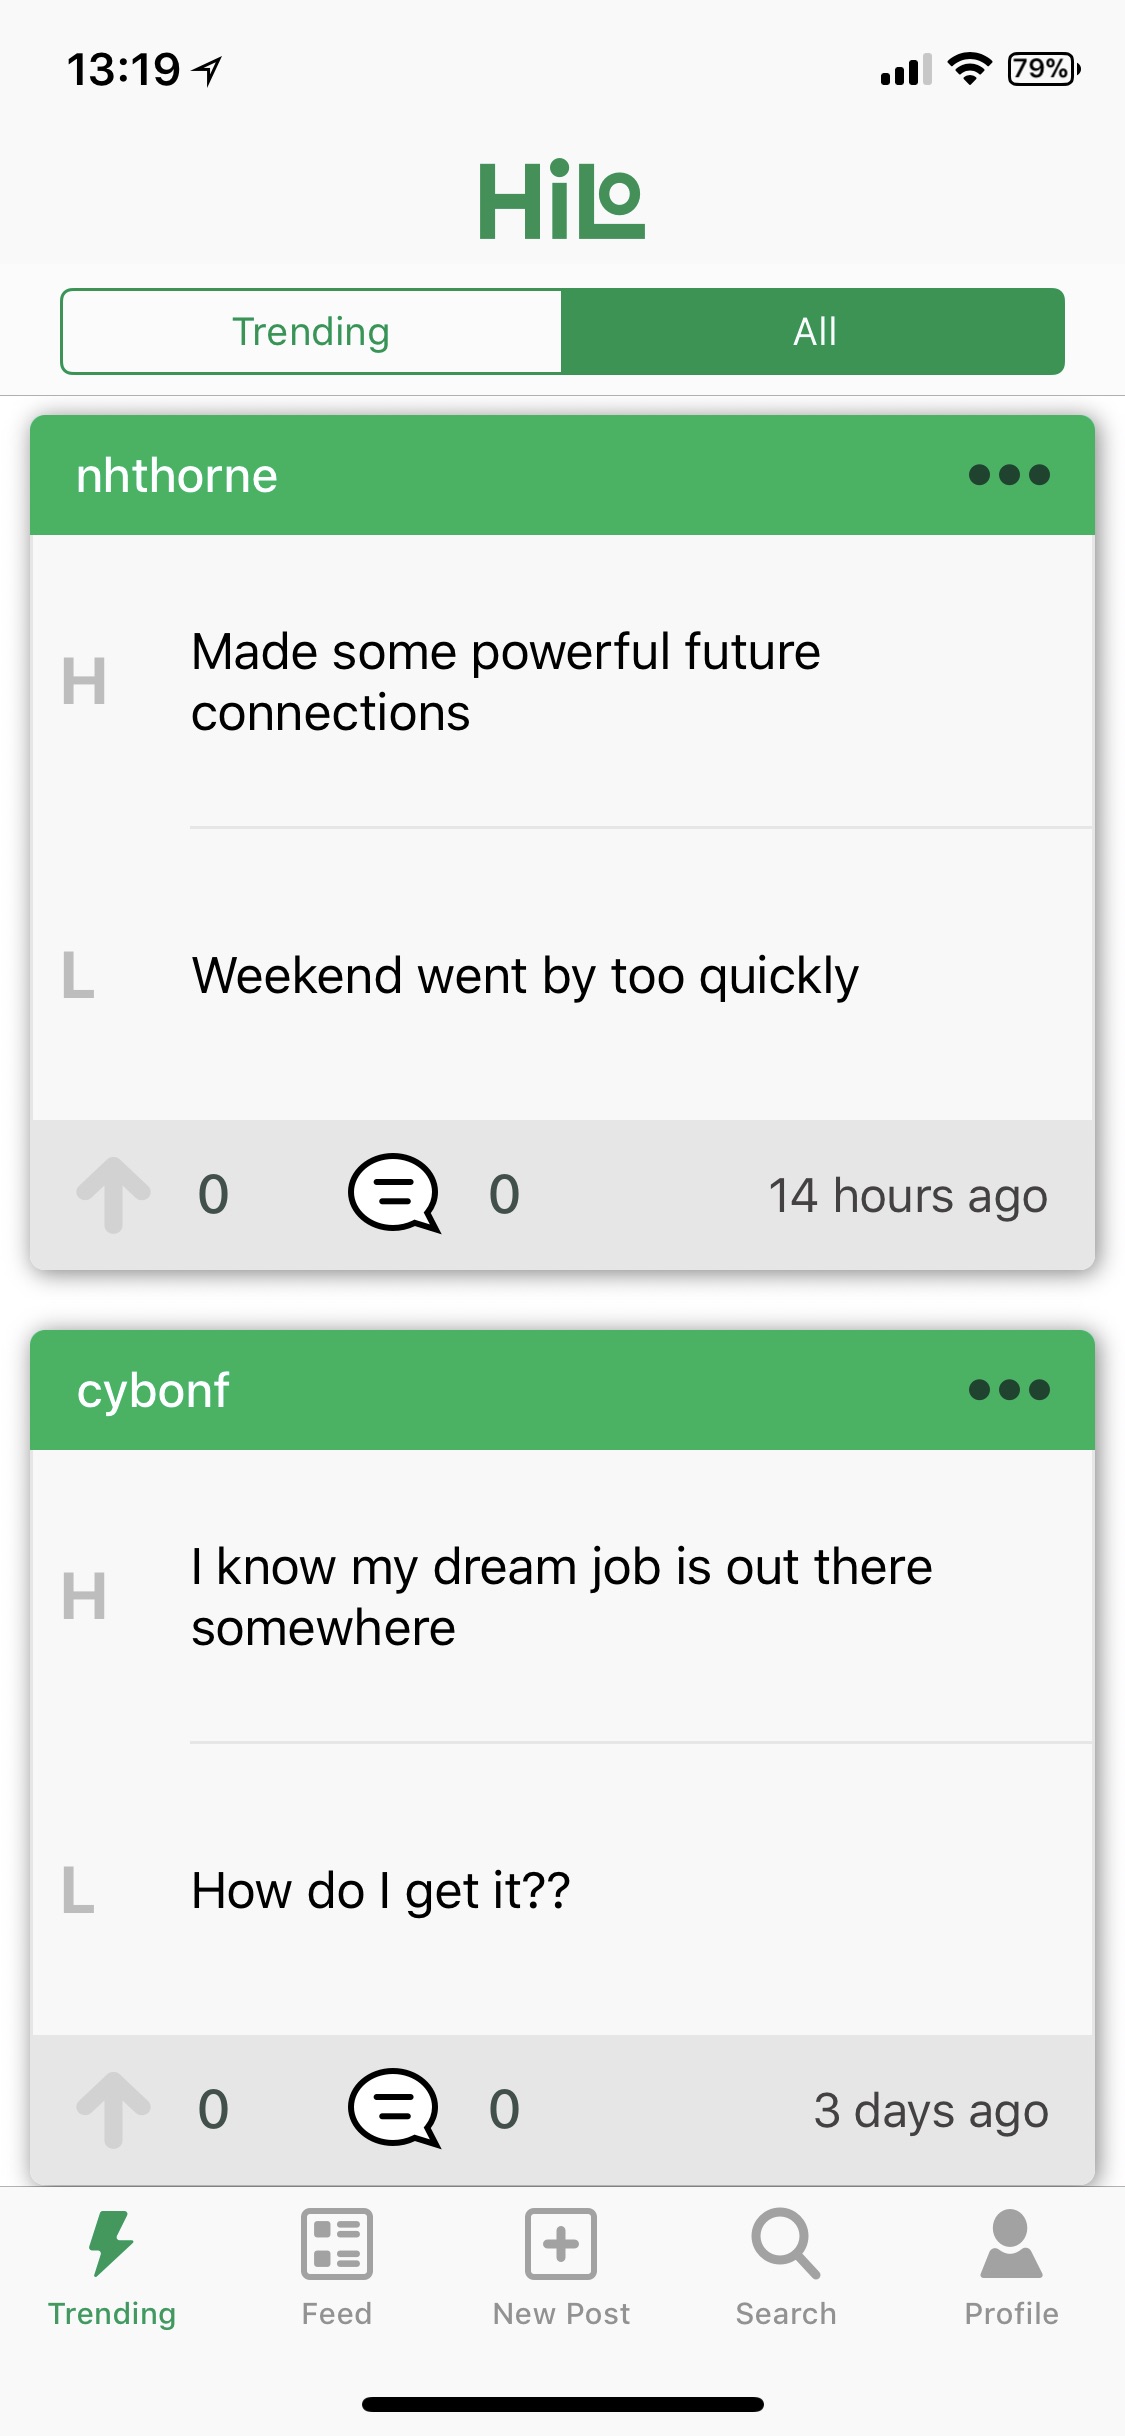 13:19
79%
HiLo
Trending
All
nhthorne
H
Made some powerful future
connections
L
Weekend went by too quickly
0
0
14 hours ago
cybonf
H
I know my dream job is out there
somewhere
L
How do I get it??
0
0
3 days ago
Trending
Feed
New Post
Search
Profile